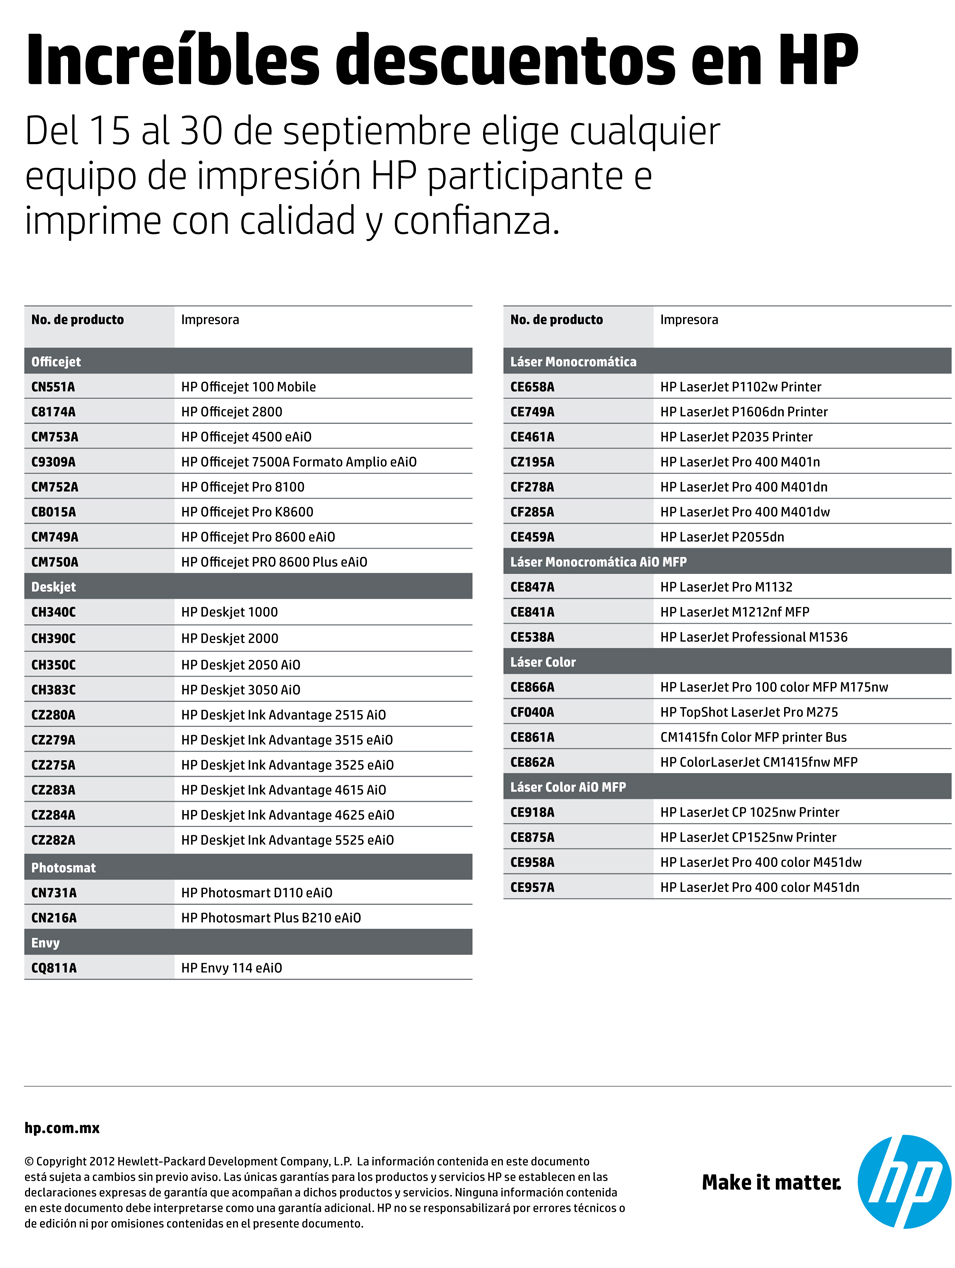 Increíbles descuentos en HP
Del 15 al 30 de septiembre elige cualquier
equipo de impresión HP participante e
imprime con calidad y confianza.
No. de producto Impresora
Officejet
CN551A HP Officejet 100 Mobile
C8174A HP Officejet 2800
CM753A HP Officejet 4500 eAiO
C9309A HP Officejet 7500A Formato Amplio eAiO
CM752A HP Officejet Pro 8100
CB015A HP Officejet Pro K8600
CM749A HP Officejet Pro 8600 eAiO
CM750A HP Officejet PRO 8600 Plus eAiO
Deskjet
CH340C HP Deskjet 1000
CH390C HP Deskjet 2000
CH350C HP Deskjet 2050 AiO
CH383C HP Deskjet 3050 AiO
CZ280A HP Deskjet Ink Advantage 2515 AiO
CZ279A HP Deskjet Ink Advantage 3515 eAiO
CZ275A HP Deskjet Ink Advantage 3525 eAiO
CZ283A HP Deskjet Ink Advantage 4615 AiO
CZ284A HP Deskjet Ink Advantage 4625 eAiO
CZ282A HP Deskjet Ink Advantage 5525 eAiO
Photosmat
CN731A HP Photosmart D110 eAiO
CN216A HP Photosmart Plus B210 eAiO
Envy
CQ811A HP Envy 114 eAiO
No. de producto Impresora
Láser Monocromática
CE658A HP LaserJet P1102w Printer
CE749A HP LaserJet P1606dn Printer
CE461A HP LaserJet P2035 Printer
CZ195A HP LaserJet Pro 400 M401n
CF278A HP LaserJet Pro 400 M401dn
CF285A HP LaserJet Pro 400 M401dw
CE459A HP LaserJet P2055dn
Láser Monocromática AiO MFP
CE847A HP LaserJet Pro M1132
CE841A HP LaserJet M1212nf MFP
CE538A HP LaserJet Professional M1536
Láser Color
CE866A HP LaserJet Pro 100 color MFP M175nw
CF040A HP TopShot LaserJet Pro M275
CE861A CM1415fn Color MFP printer Bus
CE862A HP ColorLaserJet CM1415fnw MFP
Láser Color AiO MFP
CE918A HP LaserJet CP 1025nw Printer
CE875A HP LaserJet CP1525nw Printer
CE958A HP LaserJet Pro 400 color M451dw
CE957A HP LaserJet Pro 400 color M451dn
hp.com.mx
© Copyright 2012 Hewlett-Packard Development Company, L.P. La información contenida en este documento
está sujeta a cambios sin previo aviso. Las únicas garantías para los productos y servicios HP se establecen en las
declaraciones expresas de garantía que acompañan a dichos productos y servicios. Ninguna información contenida
en este documento debe interpretarse como una garantía adicional. HP no se responsabilizará por errores técnicos o
de edición ni por omisiones contenidas en el presente documento.
Make it matter.
hp